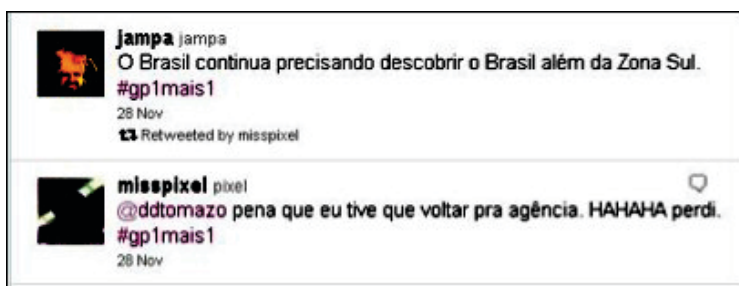 jampa jampa
O Brasil continua precisando descobrir o Brasil além da Zona Sul.
#gp1mais1
28 Nov
Retweeted by misspixel
misspixel pixel
@ddtomazo pena que eu tive que voltar pra agência. HAHAHA perdi.
#gp1mais1
28 Nov